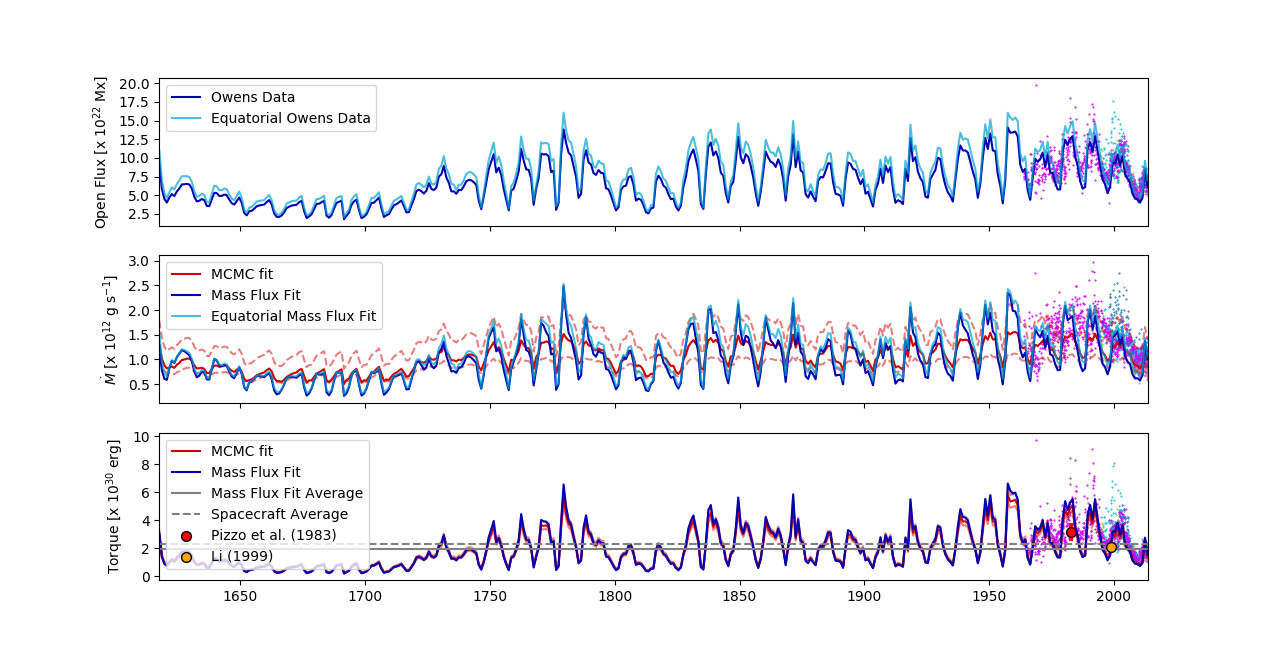 Open Flux [x 10²² Mx]
20.0
17.5
15.0
12.5
10.0
7.5
5.0
2.5
Owens Data
Equatorial Owens Data
Ṁ [x 10¹² g s⁻¹]
3.0
2.5
2.0
1.5
1.0
0.5
MCMC fit
Mass Flux Fit
Equatorial Mass Flux Fit
Torque [x 10³⁰ erg]
10
8
6
4
2
0
MCMC fit
Mass Flux Fit
Mass Flux Fit Average
Spacecraft Average
Pizzo et al. (1983)
Li (1999)
1650 1700 1750 1800 1850 1900 1950 2000